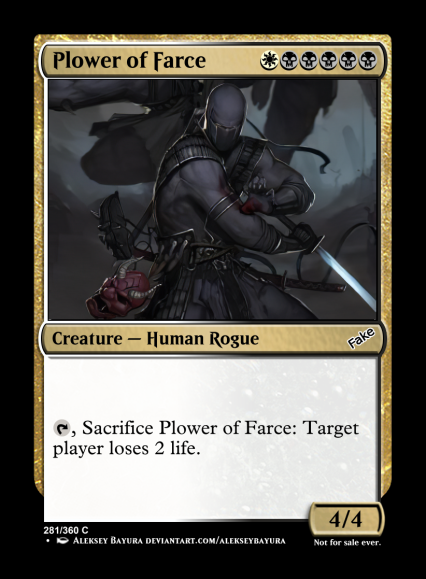 Plower of Farce
Creature — Human Rogue
Fake
, Sacrifice Plower of Farce: Target
player loses 2 life.
4/4
281/360 C
• Aleksey Bayura deviantart.com/alekseybayura
Not for sale ever.